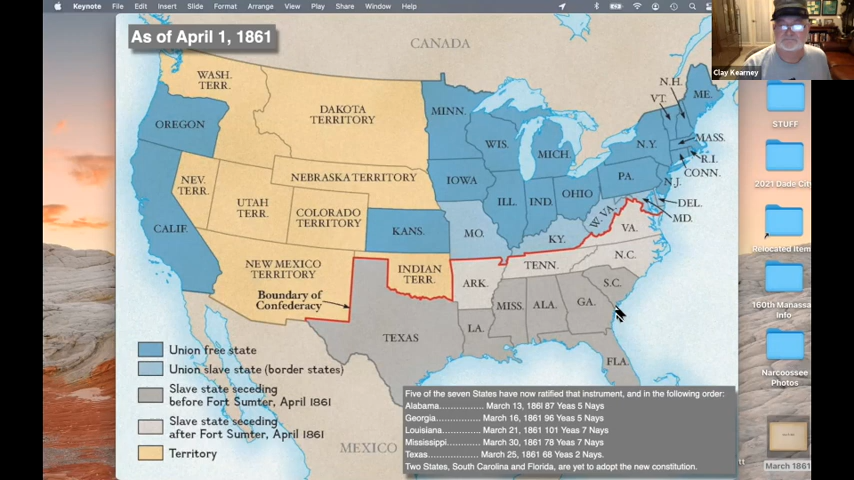 Keynote File Edit Insert Slide Format Arrange View Play Share Window Help
As of April 1, 1861
Clay Kearney
CANADA
WASH. TERR.
OREGON
DAKOTA TERRITORY
MINN.
WIS.
MICH.
N.H.
VT.
ME.
N.Y.
MASS.
R.I.
CONN.
NEV. TERR.
NEBRASKA TERRITORY
IOWA
PA.
N.J.
UTAH TERR.
COLORADO TERRITORY
ILL.
IND.
OHIO
DEL.
MD.
CALIF.
KANS.
MO.
KY.
W. VA.
VA.
NEW MEXICO TERRITORY
INDIAN TERR.
ARK.
TENN.
N.C.
S.C.
Boundary of
Confederacy
TEXAS
LA.
MISS.
ALA.
GA.
FLA.
MEXICO
Union free state
Union slave state (border states)
Slave state seceding
before Fort Sumter, April 1861
Slave state seceding
after Fort Sumter, April 1861
Territory
Five of the seven States have now ratified that instrument, and in the following order:
Alabama................ March 13, 1861 87 Yeas 5 Nays
Georgia................. March 16, 1861 96 Yeas 5 Nays
Louisiana.............. March 21, 1861 101 Yeas 7 Nays
Mississippi............ March 30, 1861 78 Yeas 7 Nays
Texas.................... March 25, 1861 68 Yeas 2 Nays.
Two States, South Carolina and Florida, are yet to adopt the new constitution.
STUFF
2021 Dade City
Relocated Item
160th Manassa
Info
Narcoossee
Photos
March 1861